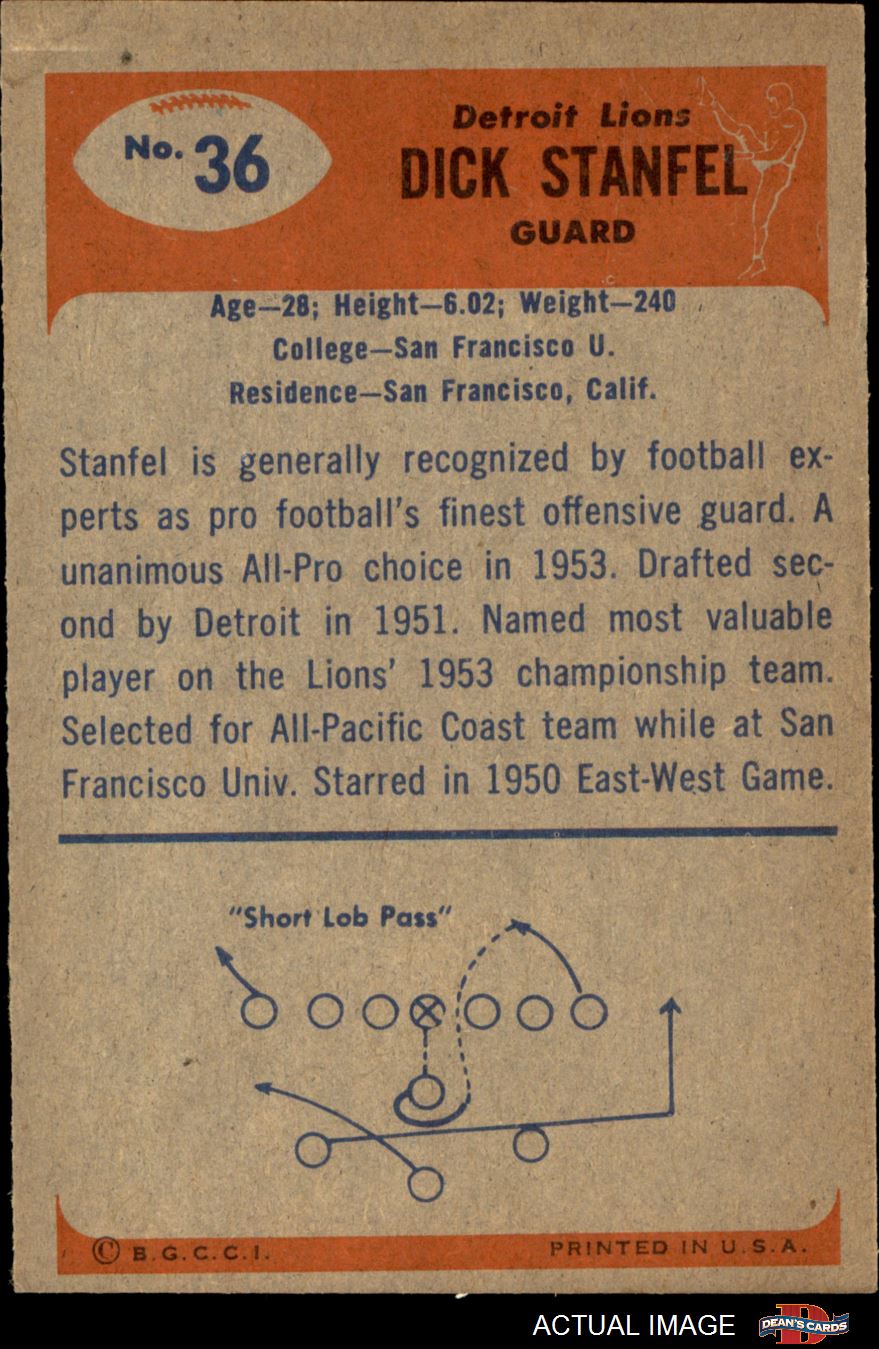 No. 36
Detroit Lions
DICK STANFEL
GUARD
Age—28; Height—6.02; Weight—240
College—San Francisco U.
Residence—San Francisco, Calif.
Stanfel is generally recognized by football ex-
perts as pro football's finest offensive guard. A
unanimous All-Pro choice in 1953. Drafted sec-
ond by Detroit in 1951. Named most valuable
player on the Lions' 1953 championship team.
Selected for All-Pacific Coast team while at San
Francisco Univ. Starred in 1950 East-West Game.
"Short Lob Pass"
© B.G.C.C.I.
PRINTED IN U.S.A.
ACTUAL IMAGE
D
DEAN'S CARDS